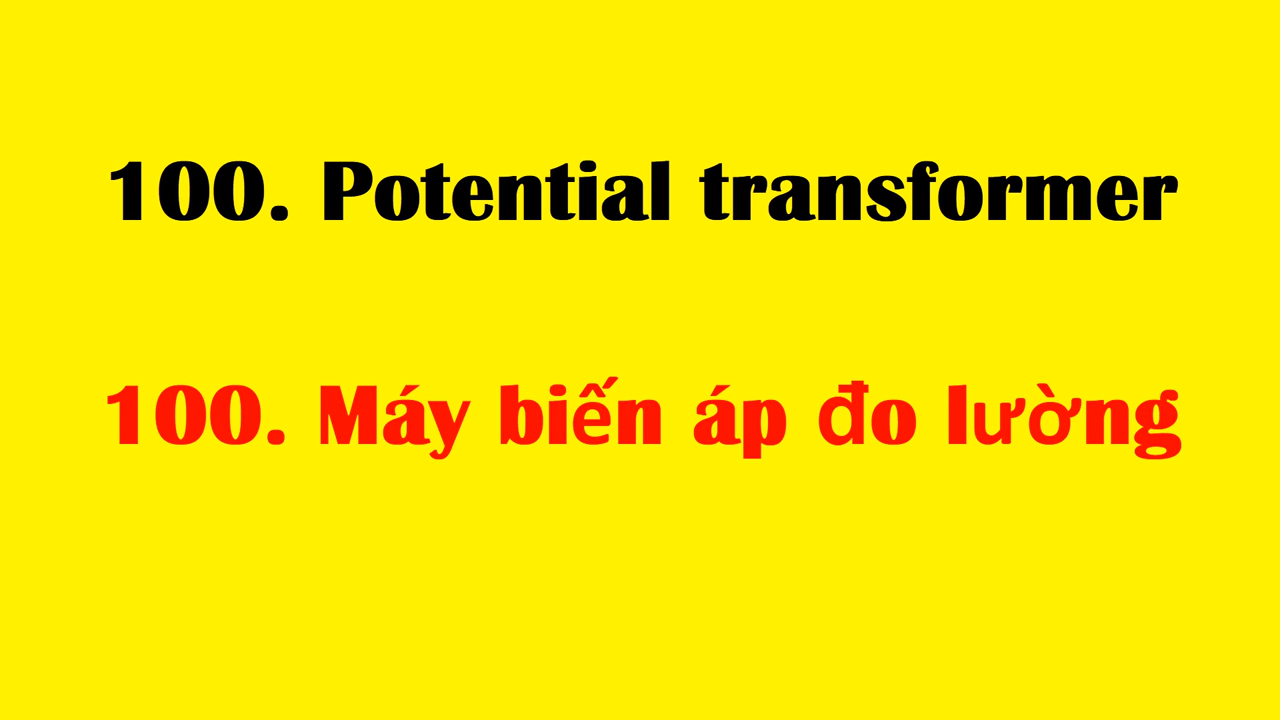 100. Potential transformer
100. Máy biến áp đo lường